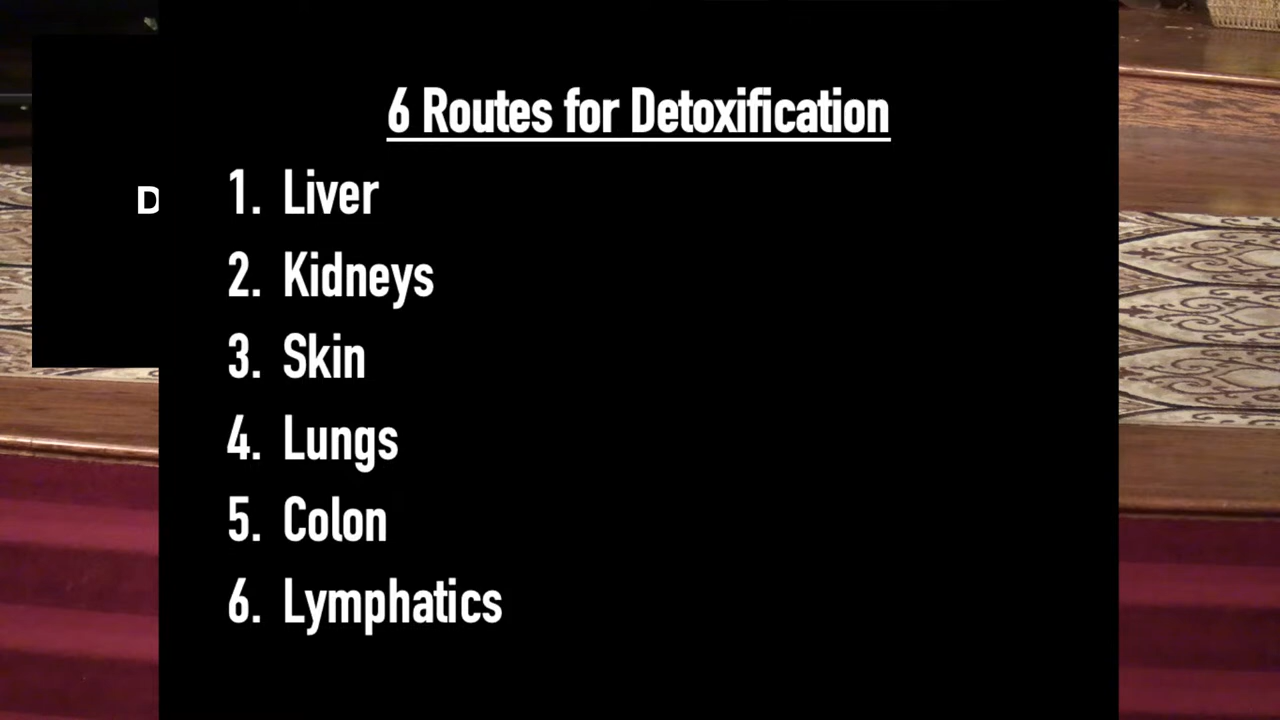 6 Routes for Detoxification
1. Liver
D
2. Kidneys
3. Skin
4. Lungs
5. Colon
6. Lymphatics